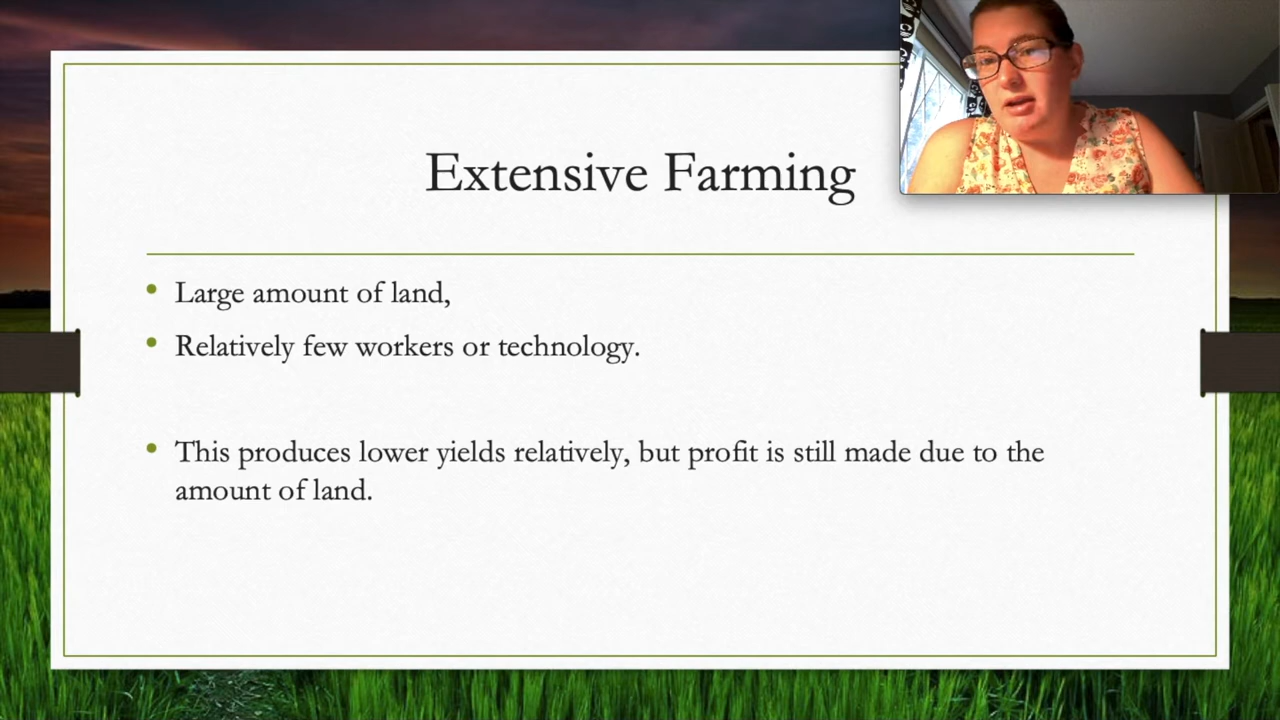 Extensive Farming
Large amount of land,
Relatively few workers or technology.
This produces lower yields relatively, but profit is still made due to the
amount of land.